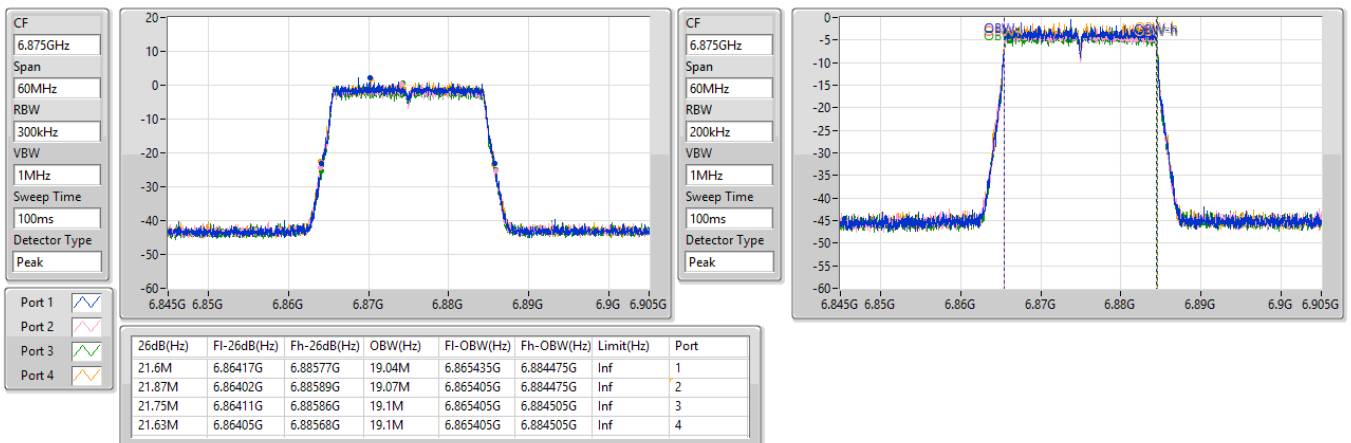 CF
6.875GHz
Span
60MHz
RBW
300kHz
VBW
1MHz
Sweep Time
100ms
Detector Type
Peak
20
10
0
-10
-20
-30
-40
-50
-60
6.845G 6.85G 6.86G 6.87G 6.88G 6.89G 6.9G 6.905G
CF
6.875GHz
Span
60MHz
RBW
200kHz
VBW
1MHz
Sweep Time
100ms
Detector Type
Peak
0
-5
-10
-15
-20
-25
-30
-35
-40
-45
-50
-55
-60
OBW-h
6.845G 6.85G 6.86G 6.87G 6.88G 6.89G 6.9G 6.905G
Port 1
Port 2
Port 3
Port 4
26dB(Hz) Fl-26dB(Hz) Fh-26dB(Hz) OBW(Hz) Fl-OBW(Hz) Fh-OBW(Hz) Limit(Hz) Port
21.6M 6.86417G 6.88577G 19.04M 6.865435G 6.884475G Inf 1
21.87M 6.86402G 6.88589G 19.07M 6.865405G 6.884475G Inf 2
21.75M 6.86411G 6.88586G 19.1M 6.865405G 6.884505G Inf 3
21.63M 6.86405G 6.88568G 19.1M 6.865405G 6.884505G Inf 4